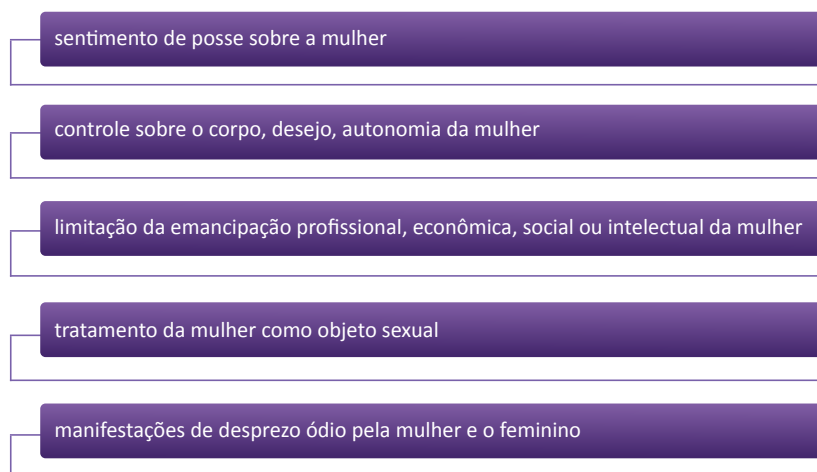 sentimento de posse sobre a mulher
controle sobre o corpo, desejo, autonomia da mulher
limitação da emancipação profissional, econômica, social ou intelectual da mulher
tratamento da mulher como objeto sexual
manifestações de desprezo ódio pela mulher e o feminino